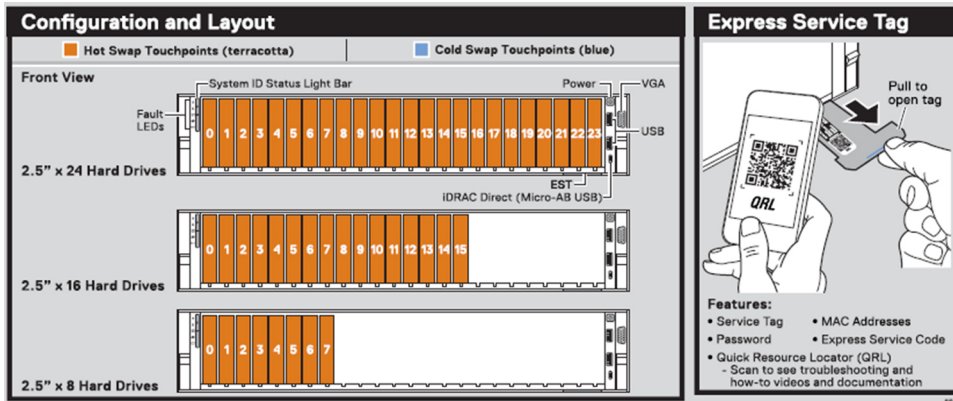 Configuration and Layout
Hot Swap Touchpoints (terracotta)
Cold Swap Touchpoints (blue)
Front View
System ID Status Light Bar
Power
VGA
Fault
LEDs
0 1 2 3 4 5 6 7 8 9 10 11 12 13 14 15 16 17 18 19 20 21 22 23
USB
2.5" x 24 Hard Drives
EST
iDRAC Direct (Micro-AB USB)
0 1 2 3 4 5 6 7 8 9 10 11 12 13 14 15
2.5" x 16 Hard Drives
0 1 2 3 4 5 6 7
2.5" x 8 Hard Drives
Express Service Tag
Pull to
open tag
QRL
Features:
• Service Tag
• MAC Addresses
• Password
• Express Service Code
• Quick Resource Locator (QRL)
- Scan to see troubleshooting and
how-to videos and documentation